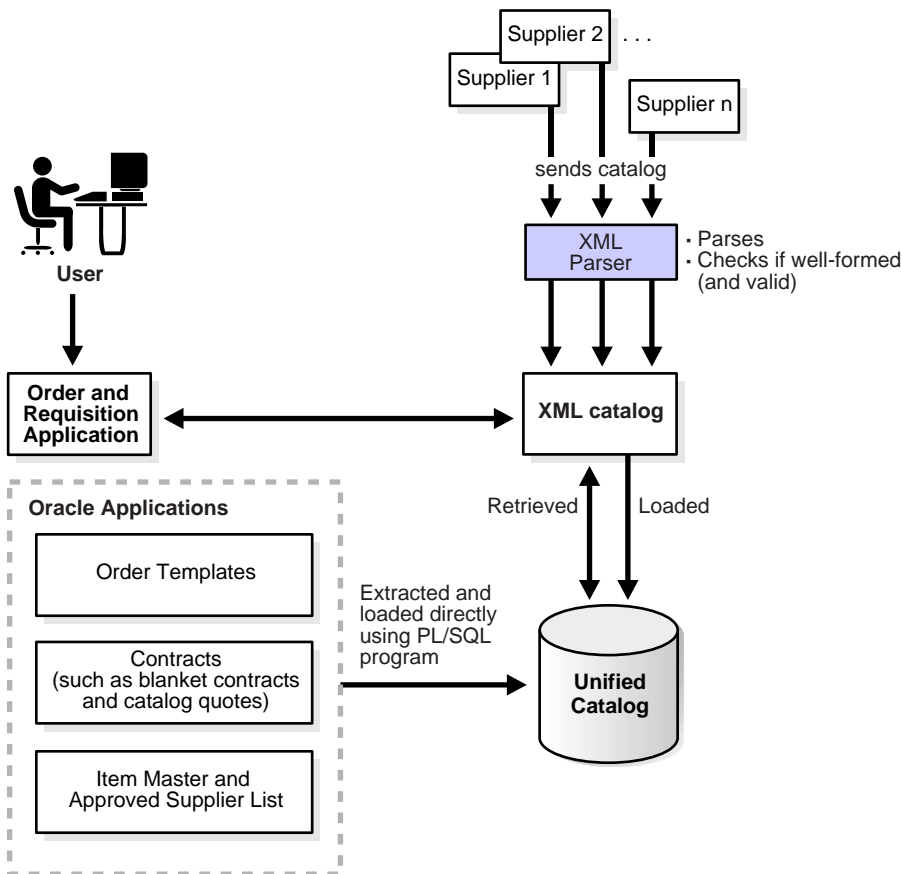 Supplier 2 . . .
Supplier 1
Supplier n
sends catalog
XML
Parser
· Parses
· Checks if well-formed
(and valid)
User
Order and
Requisition
Application
XML catalog
Retrieved
Loaded
Oracle Applications
Order Templates
Contracts
(such as blanket contracts
and catalog quotes)
Item Master and
Approved Supplier List
Extracted and
loaded directly
using PL/SQL
program
Unified
Catalog